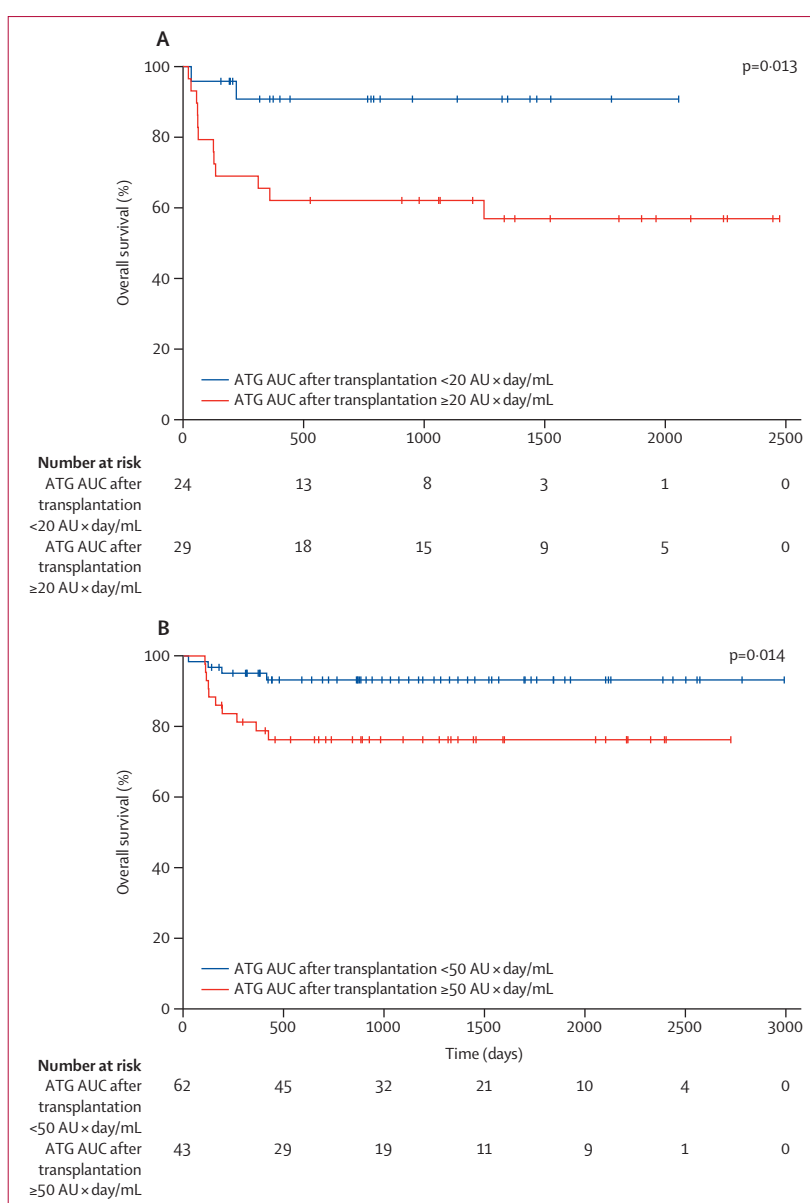 A
p=0·013
100
80
60
40
20
0
Overall survival (%)
ATG AUC after transplantation <20 AU × day/mL
ATG AUC after transplantation ≥20 AU × day/mL
0 500 1000 1500 2000 2500
Number at risk
ATG AUC after
transplantation
<20 AU × day/mL
24 13 8 3 1 0
ATG AUC after
transplantation
≥20 AU × day/mL
29 18 15 9 5 0
B
p=0·014
100
80
60
40
20
0
Overall survival (%)
ATG AUC after transplantation <50 AU × day/mL
ATG AUC after transplantation ≥50 AU × day/mL
0 500 1000 1500 2000 2500 3000
Time (days)
Number at risk
ATG AUC after
transplantation
<50 AU × day/mL
62 45 32 21 10 4 0
ATG AUC after
transplantation
≥50 AU × day/mL
43 29 19 11 9 1 0